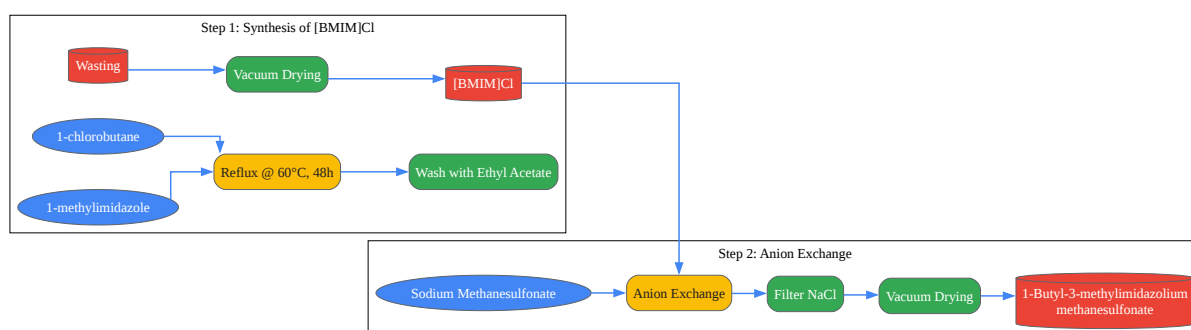 Step 1: Synthesis of [BMIM]Cl
Wasting
Vacuum Drying
[BMIM]Cl
1-chlorobutane
Reflux @ 60°C, 48h
Wash with Ethyl Acetate
1-methylimidazole
Step 2: Anion Exchange
Sodium Methanesulfonate
Anion Exchange
Filter NaCl
Vacuum Drying
1-Butyl-3-methylimidazolium
methanesulfonate